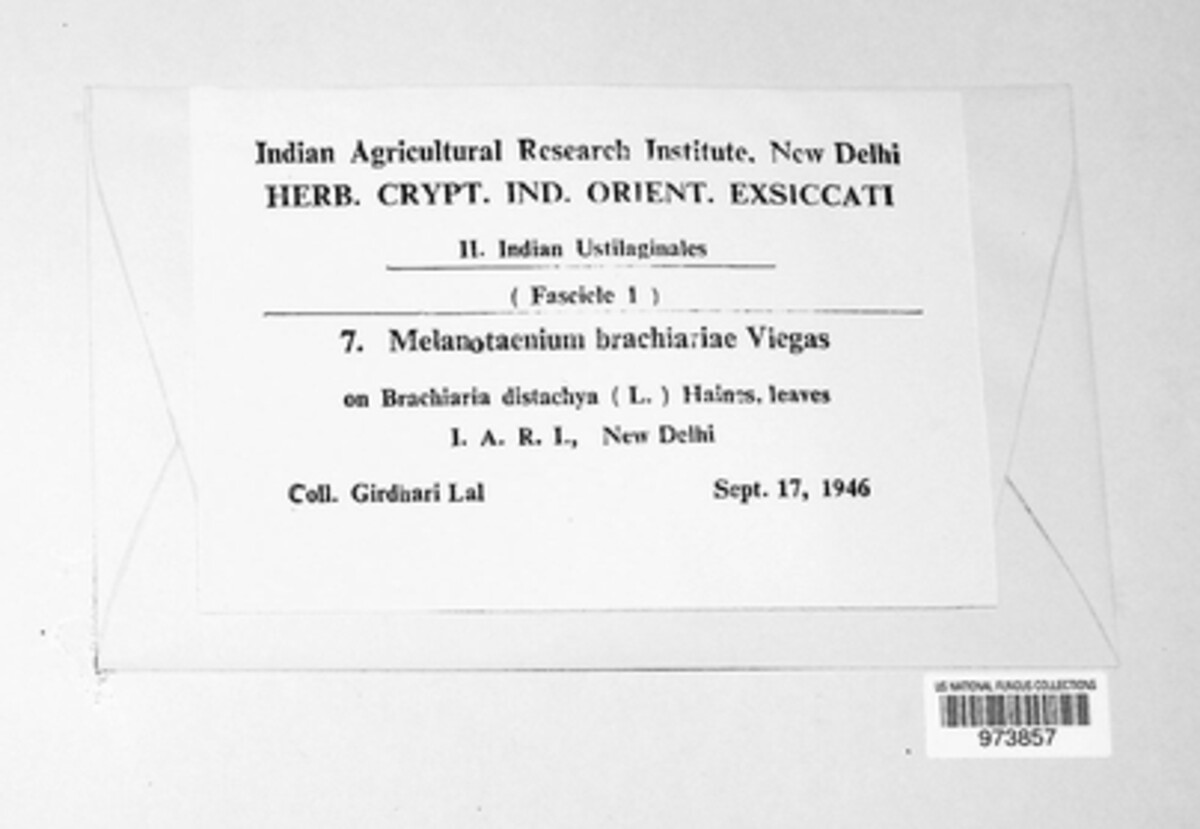 Indian Agricultural Research Institute, New Delhi
HERB. CRYPT. IND. ORIENT. EXSICCATI
II. Indian Ustilaginales
( Fascicle 1 )
7. Melanotaenium brachiariae Viegas
on Brachiaria distachya ( L. ) Haines, leaves
I. A. R. I., New Delhi
Coll. Girdhari Lal Sept. 17, 1946
US NATIONAL FUNGUS COLLECTIONS
973857